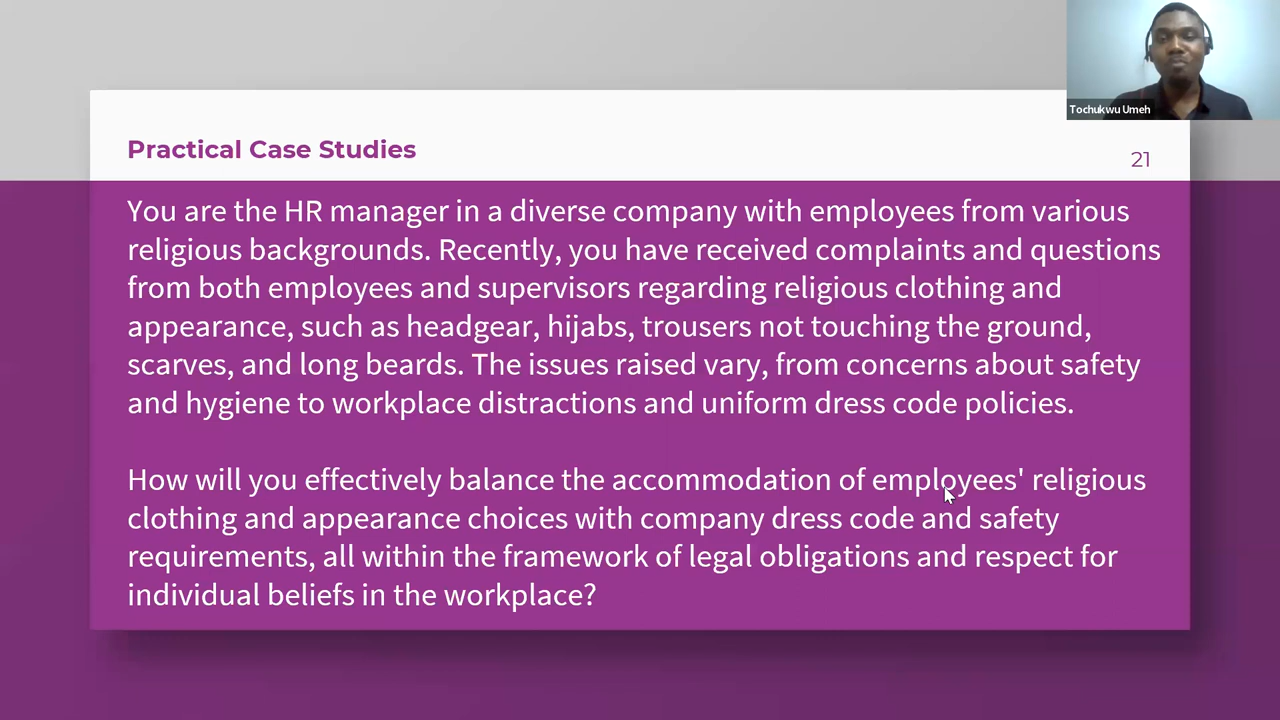 Tochukwu Umeh
Practical Case Studies
21
You are the HR manager in a diverse company with employees from various
religious backgrounds. Recently, you have received complaints and questions
from both employees and supervisors regarding religious clothing and
appearance, such as headgear, hijabs, trousers not touching the ground,
scarves, and long beards. The issues raised vary, from concerns about safety
and hygiene to workplace distractions and uniform dress code policies.
How will you effectively balance the accommodation of employees' religious
clothing and appearance choices with company dress code and safety
requirements, all within the framework of legal obligations and respect for
individual beliefs in the workplace?